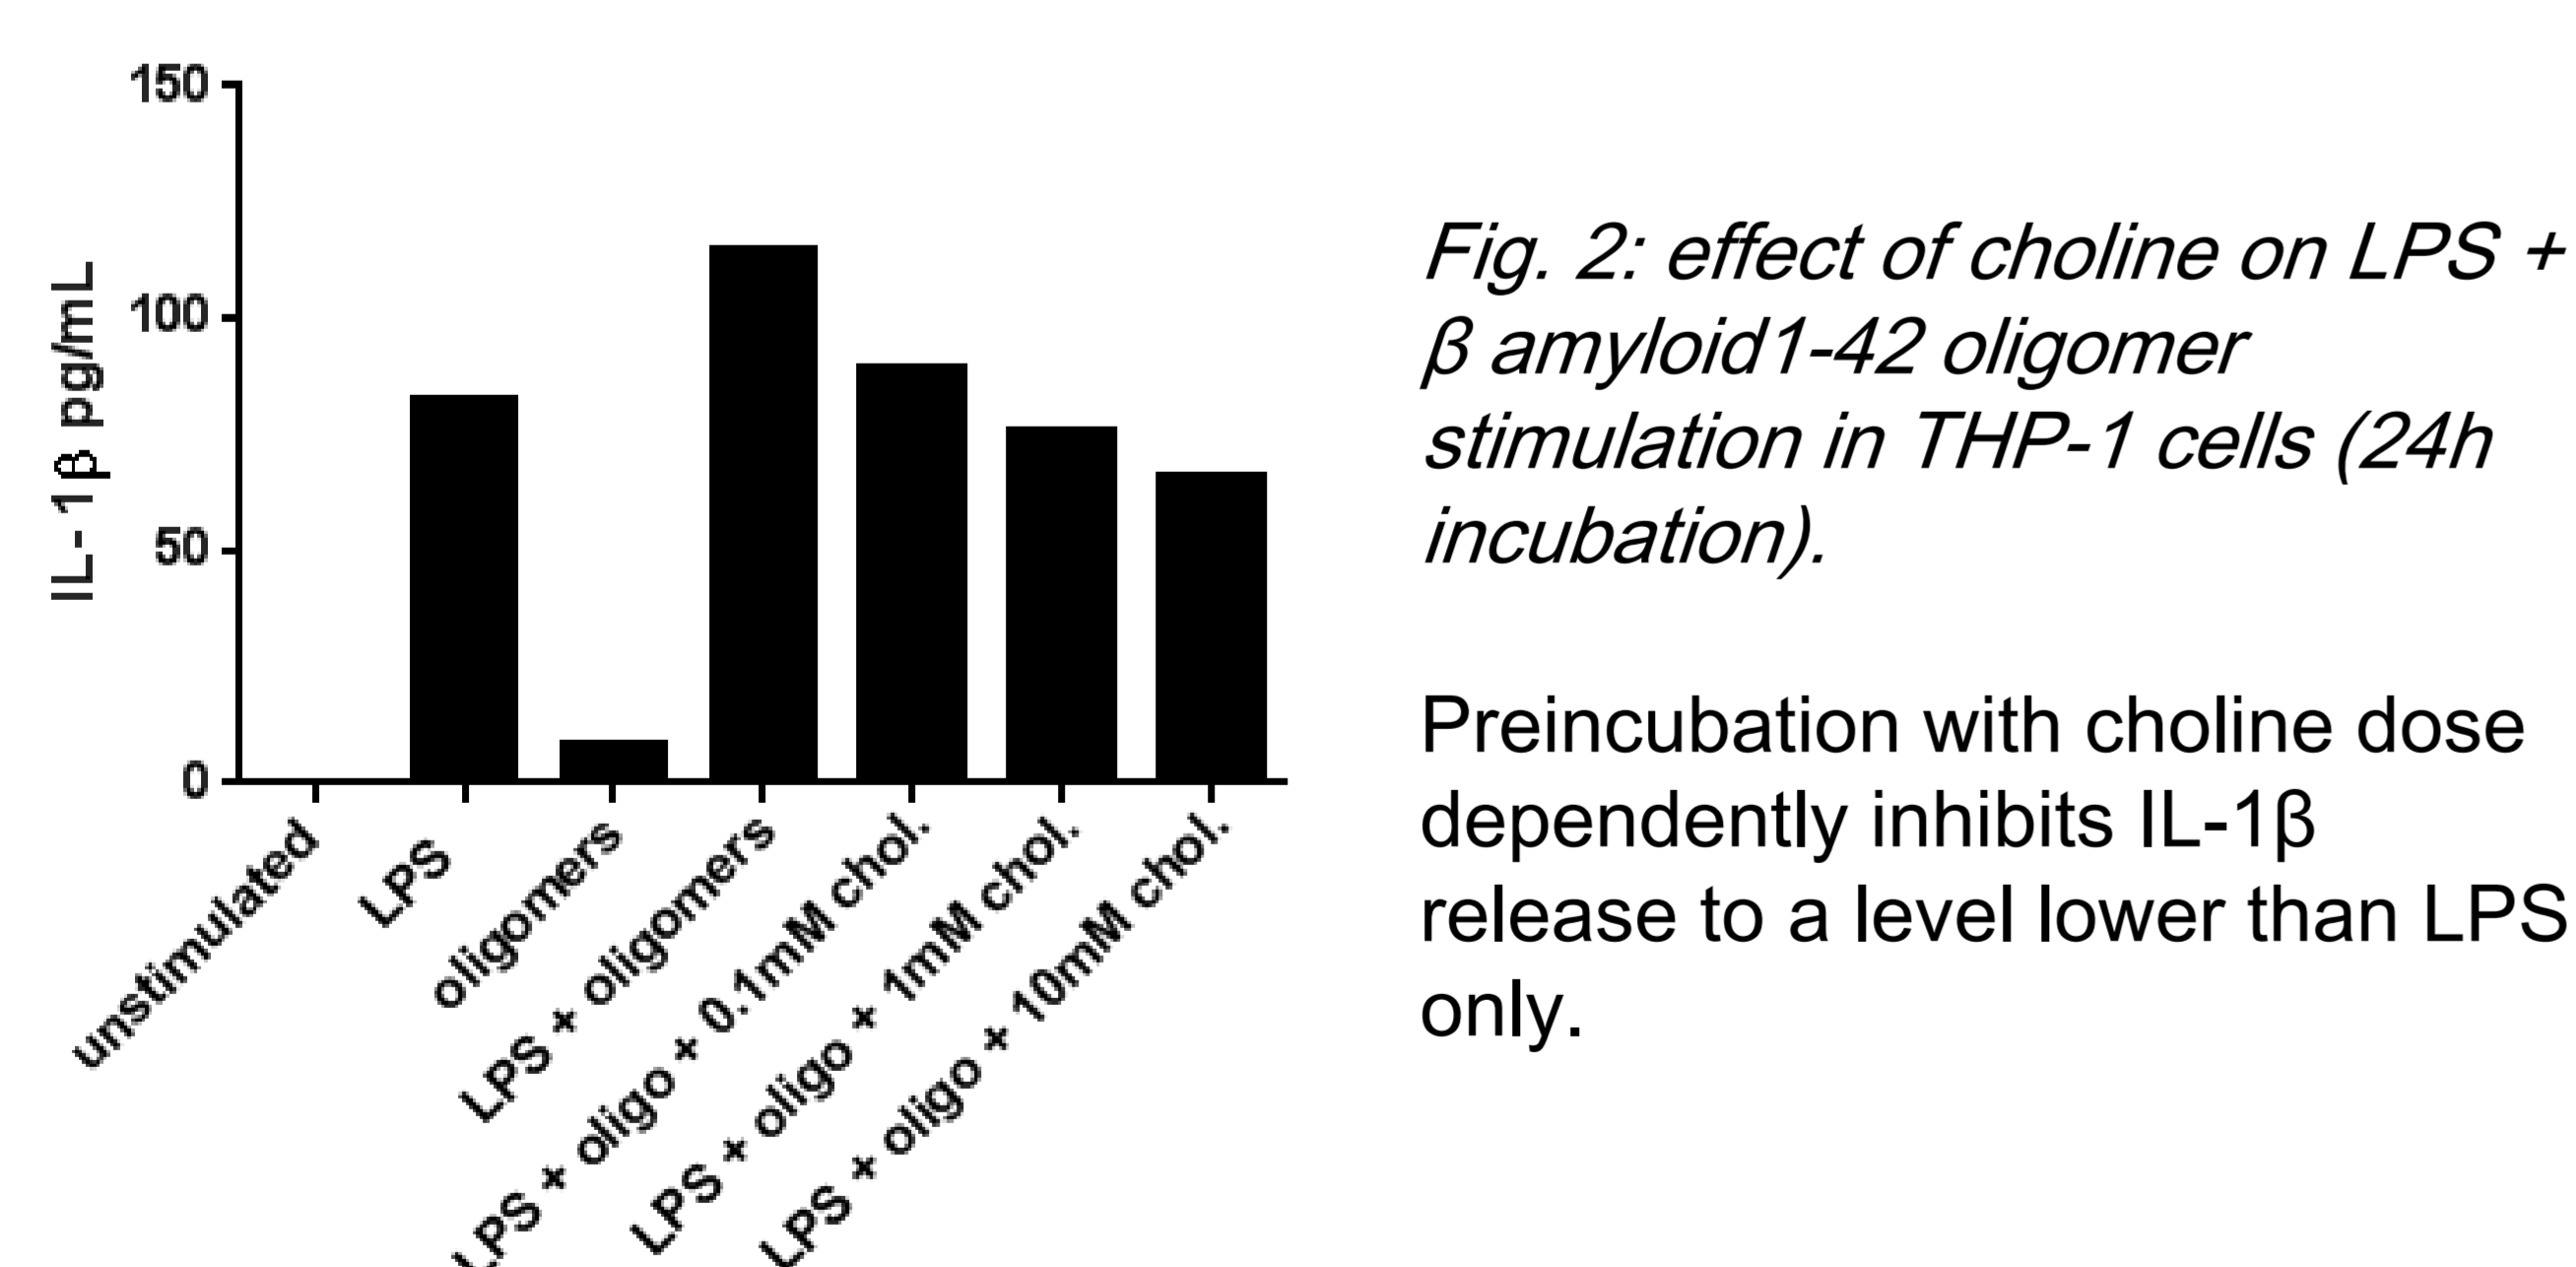 150
100
50
0
IL-1β pg/mL
unstimulated
LPS
oligomers
LPS + oligomers
LPS + oligo + 0.1mM chol.
LPS + oligo + 1mM chol.
LPS + oligo + 10mM chol.
Fig. 2: effect of choline on LPS +
β amyloid1-42 oligomer
stimulation in THP-1 cells (24h
incubation).
Preincubation with choline dose
dependently inhibits IL-1β
release to a level lower than LPS
only.